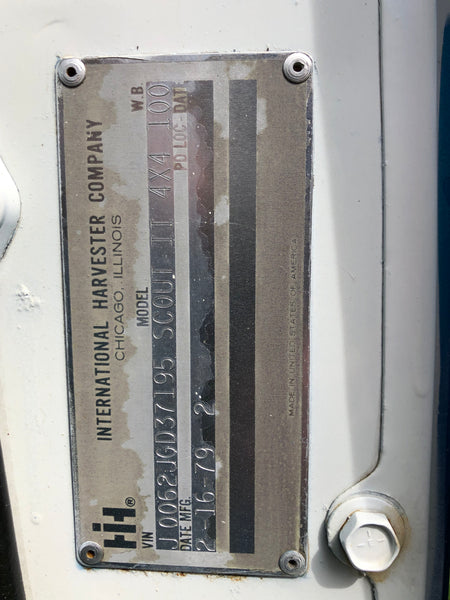 IH® INTERNATIONAL HARVESTER COMPANY
CHICAGO, ILLINOIS
VIN MODEL W.B.
J0062JGD37195 SCOUT II 4X4 100
DATE MFG. PD LOC-DATE
2-16-79 2
MADE IN UNITED STATES OF AMERICA